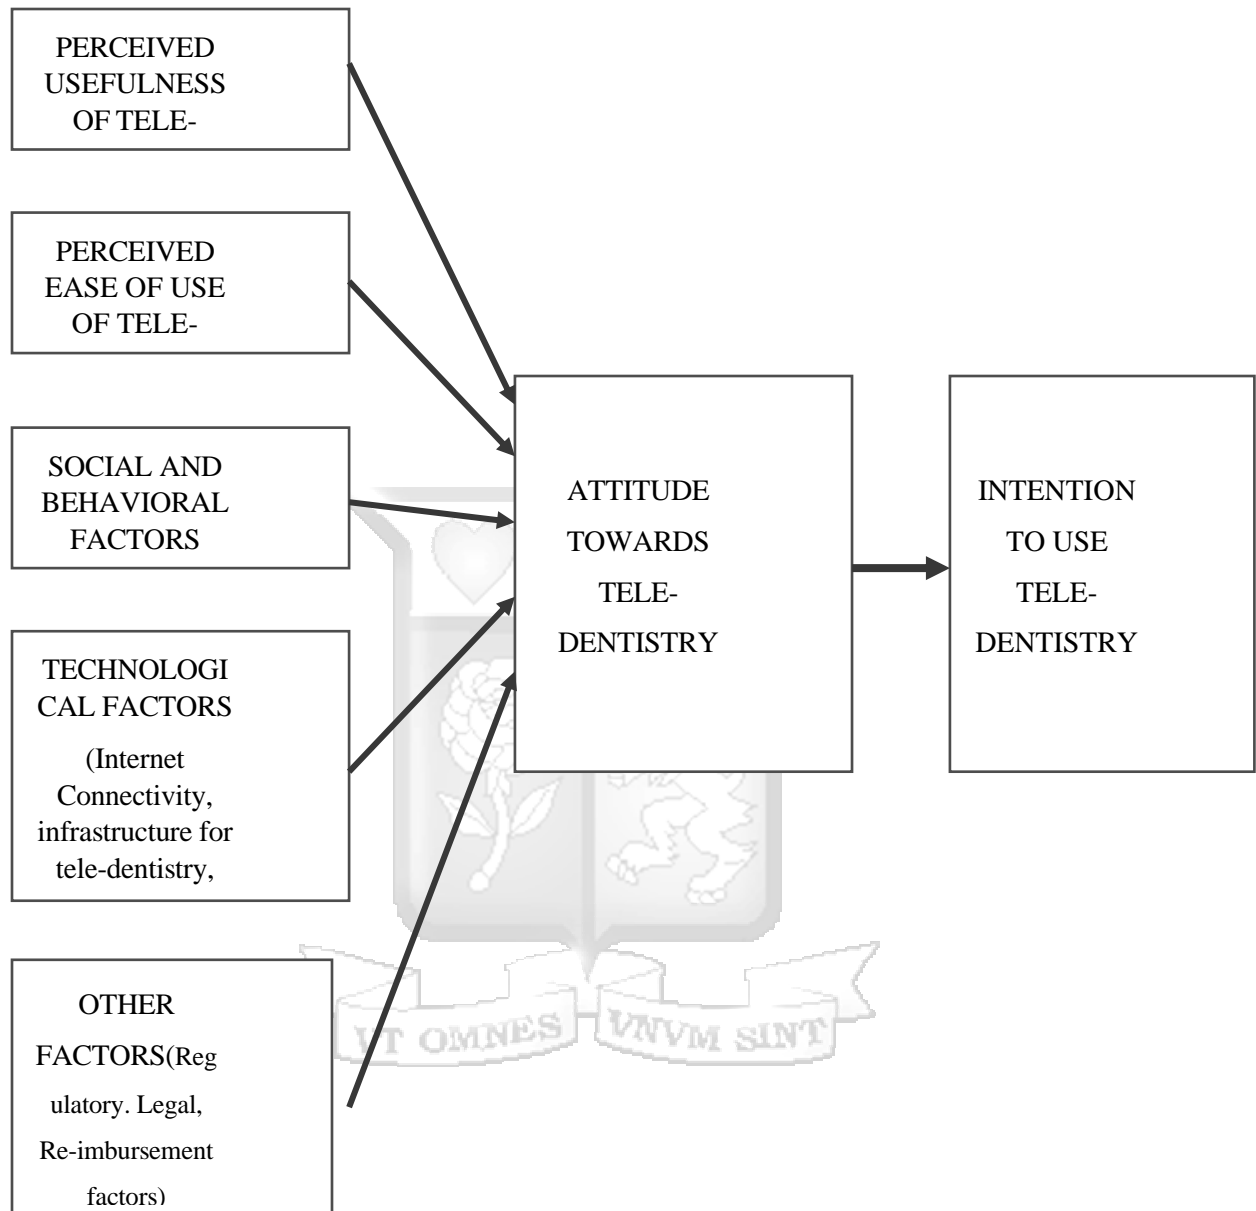 PERCEIVED
USEFULNESS
OF TELE-
PERCEIVED
EASE OF USE
OF TELE-
SOCIAL AND
BEHAVIORAL
FACTORS
TECHNOLOGI
CAL FACTORS
(Internet
Connectivity,
infrastructure for
tele-dentistry,
OTHER
FACTORS(Reg
ulatory. Legal,
Re-imbursement
factors)
ATTITUDE
TOWARDS
TELE-
DENTISTRY
INTENTION
TO USE
TELE-
DENTISTRY
VT OMNES VNVM SINT